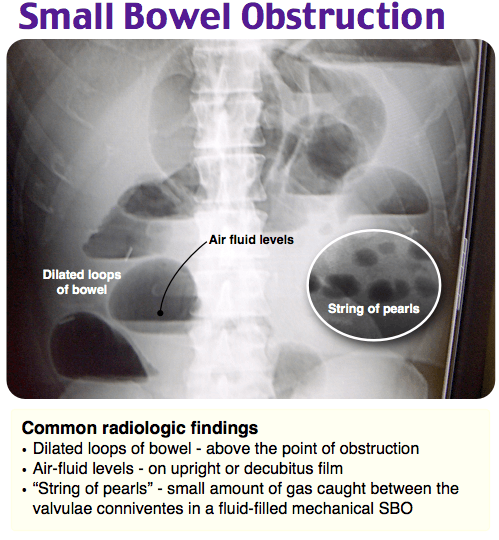 Small Bowel Obstruction
Air fluid levels
Dilated loops
of bowel
String of pearls
Common radiologic findings
• Dilated loops of bowel - above the point of obstruction
• Air-fluid levels - on upright or decubitus film
• “String of pearls” - small amount of gas caught between the
valvulae conniventes in a fluid-filled mechanical SBO